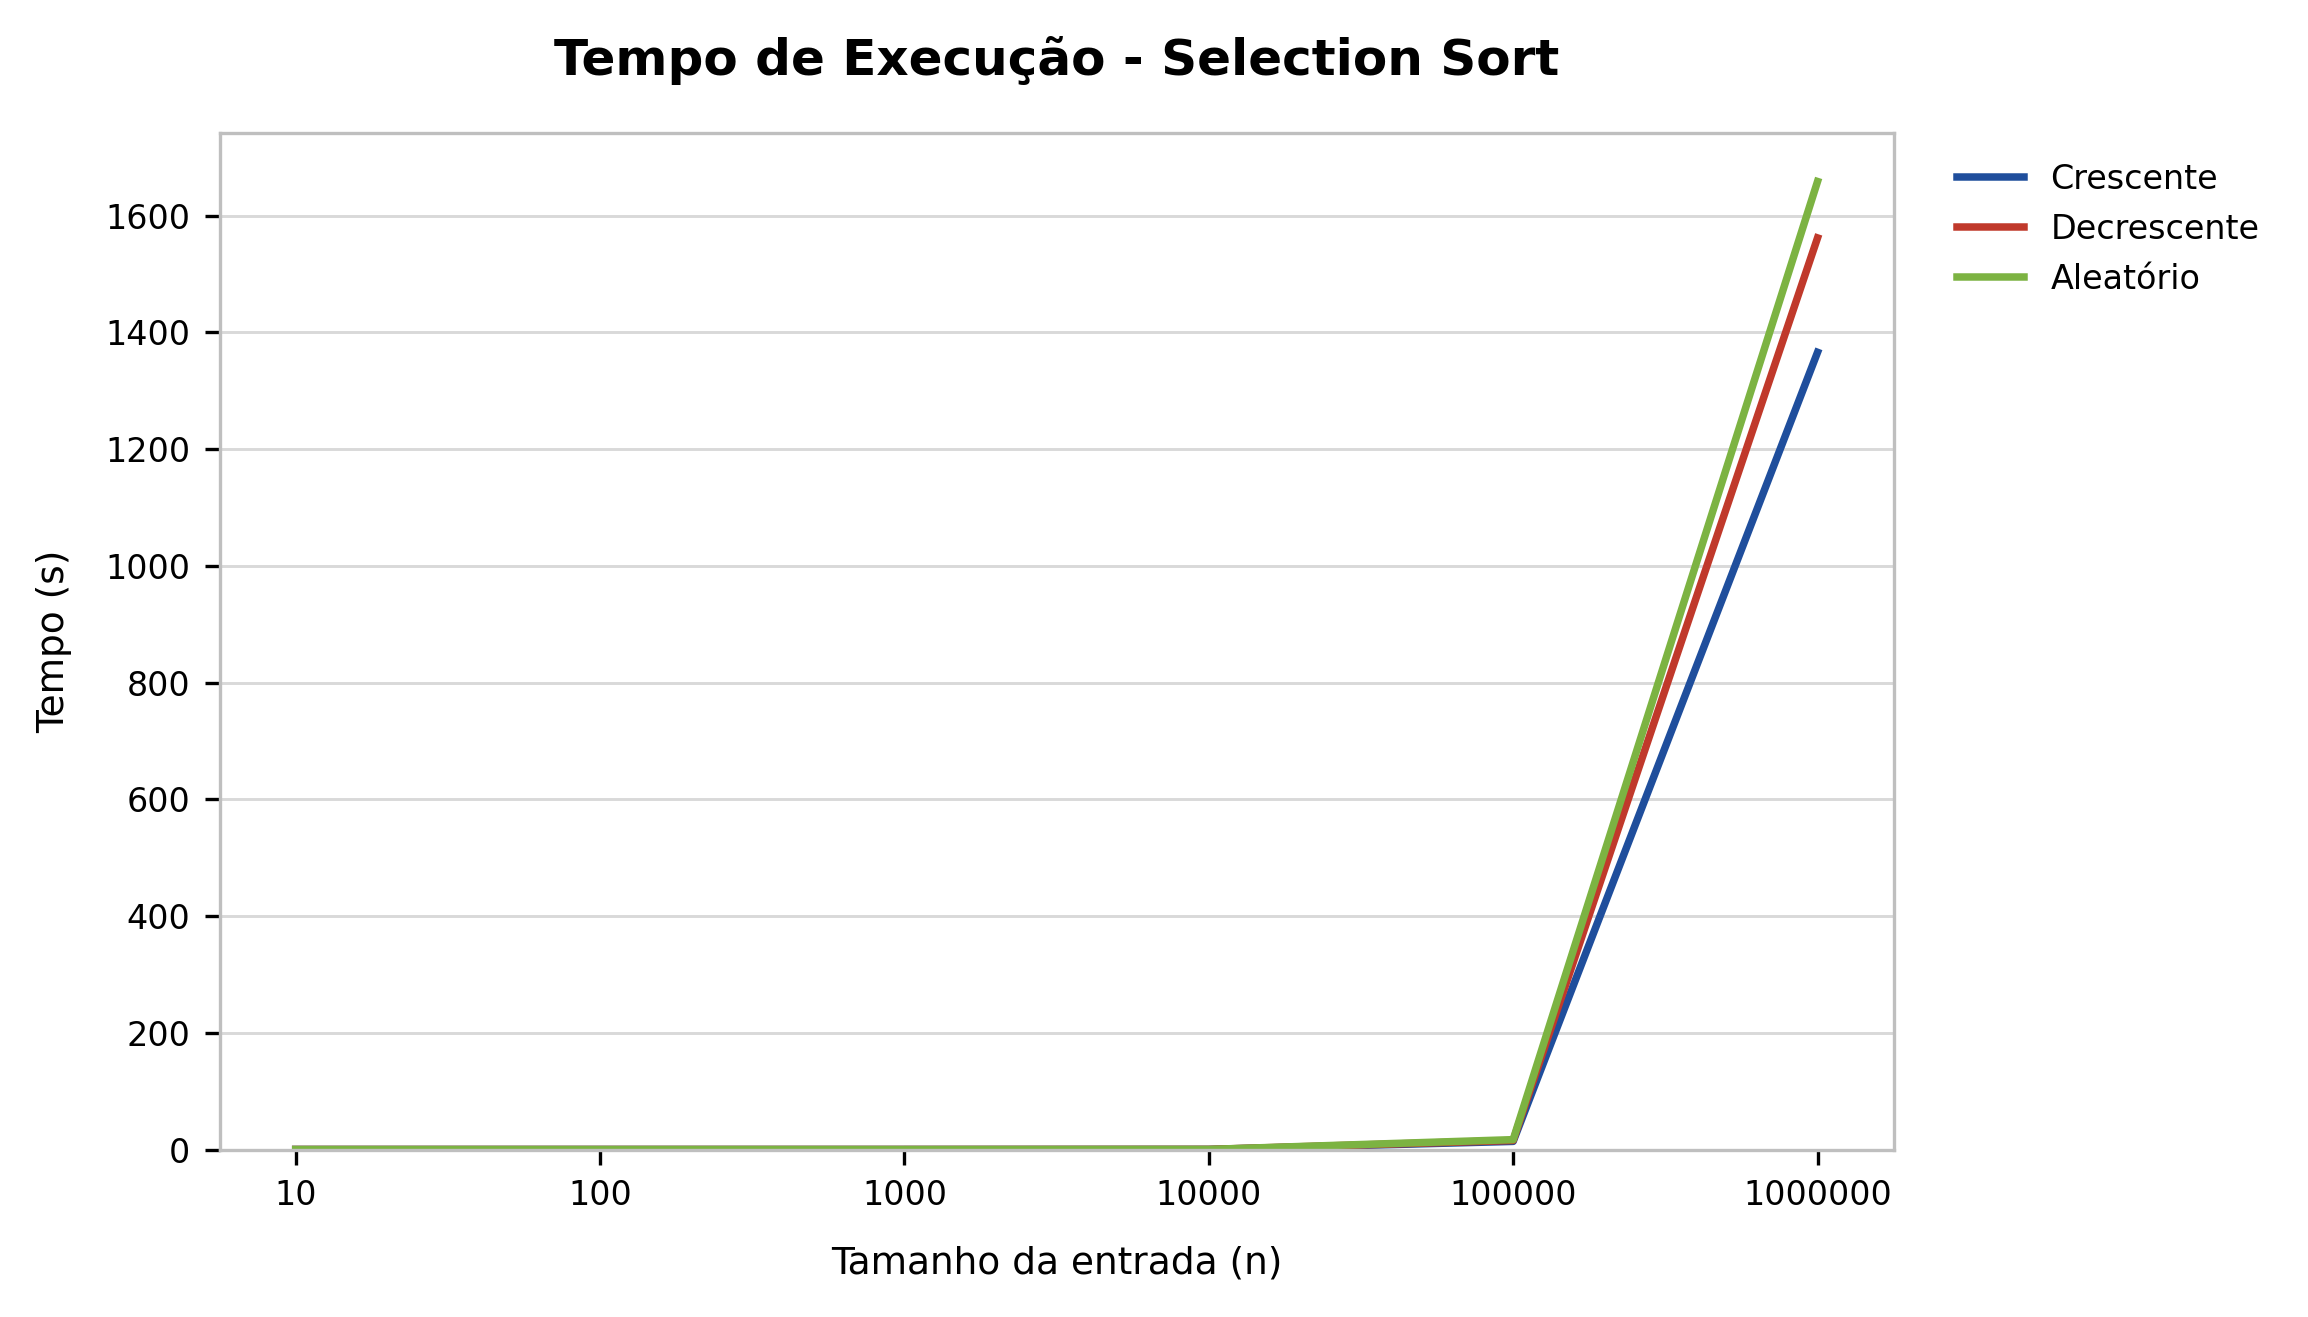 Tempo de Execução - Selection Sort
Crescente
Decrescente
Aleatório
Tempo (s)
1600
1400
1200
1000
800
600
400
200
0
10 100 1000 10000 100000 1000000
Tamanho da entrada (n)